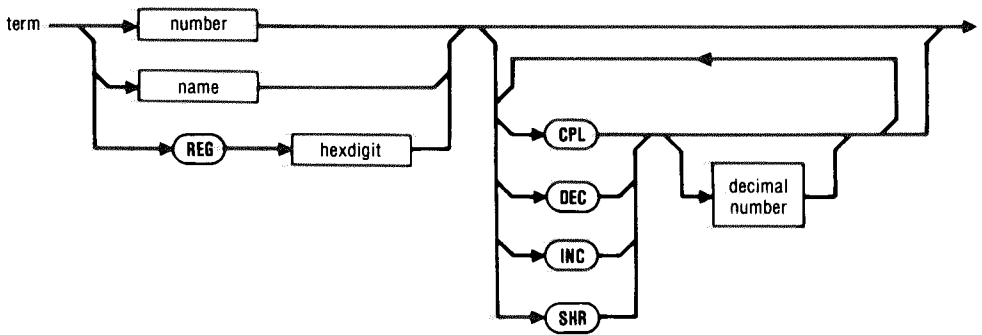 term
number
name
REG
hexdigit
CPL
DEC
INC
SHR
decimal
number